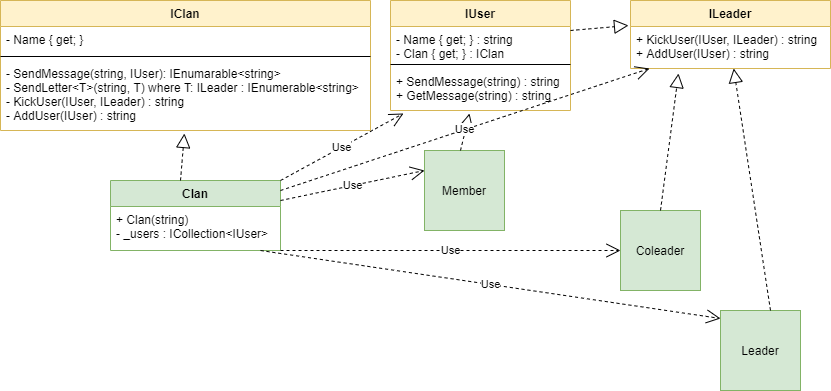 IClan
- Name { get; }
- SendMessage(string, IUser): IEnumarable<string>
- SendLetter<T>(string, T) where T: ILeader : IEnumerable<string>
- KickUser(IUser, ILeader) : string
- AddUser(IUser) : string
IUser
- Name { get; } : string
- Clan { get; } : IClan
+ SendMessage(string) : string
+ GetMessage(string) : string
ILeader
+ KickUser(IUser, ILeader) : string
+ AddUser(IUser) : string
Use
Use
Use
Clan
+ Clan(string)
- _users : ICollection<IUser>
Member
Use
Coleader
Use
Leader